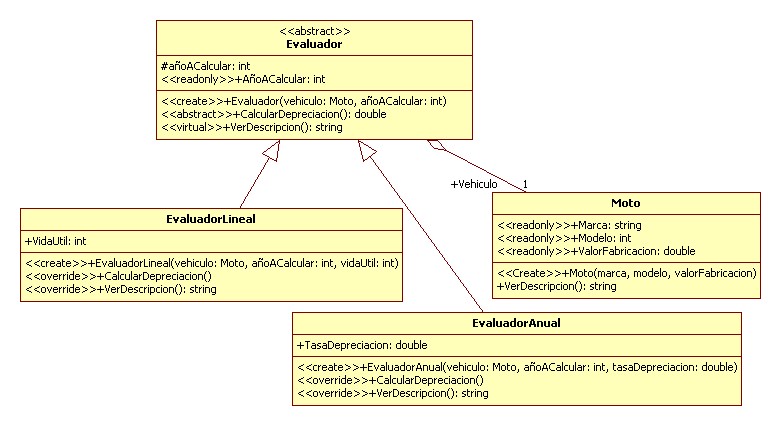 <<abstract>>
Evaluador
#añoACalcular: int
<<readonly>>+AñoACalcular: int
<<create>>+Evaluador(vehiculo: Moto, añoACalcular: int)
<<abstract>>+CalcularDepreciacion(): double
<<virtual>>+VerDescripcion(): string
+Vehiculo
1
EvaluadorLineal
+VidaUtil: int
<<create>>+EvaluadorLineal(vehiculo: Moto, añoACalcular: int, vidaUtil: int)
<<override>>+CalcularDepreciacion()
<<override>>+VerDescripcion(): string
Moto
<<readonly>>+Marca: string
<<readonly>>+Modelo: int
<<readonly>>+ValorFabricacion: double
<<Create>>+Moto(marca, modelo, valorFabricacion)
+VerDescripcion(): string
EvaluadorAnual
+TasaDepreciacion: double
<<create>>+EvaluadorAnual(vehiculo: Moto, añoACalcular: int, tasaDepreciacion: double)
<<override>>+CalcularDepreciacion()
<<override>>+VerDescripcion(): string